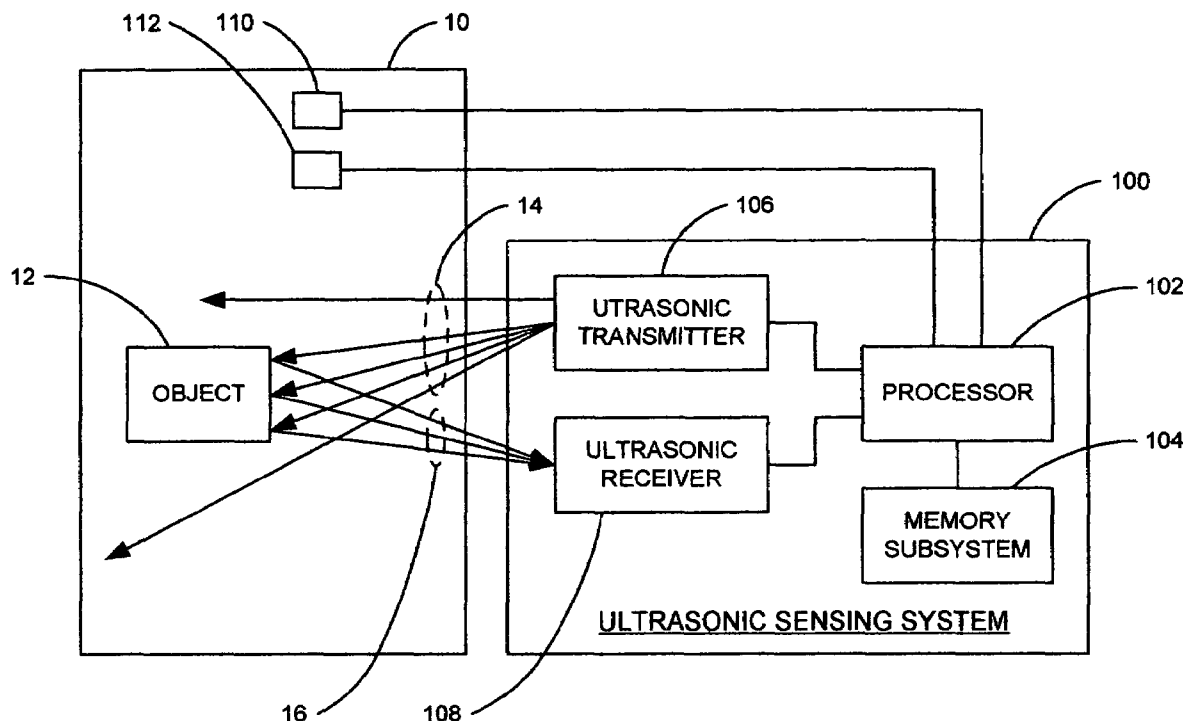 112
110
10
14
106
100
12
UTRASONIC
TRANSMITTER
102
OBJECT
PROCESSOR
ULTRASONIC
RECEIVER
104
MEMORY
SUBSYSTEM
ULTRASONIC SENSING SYSTEM
16
108